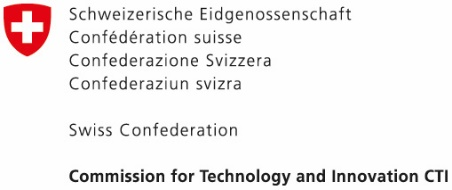 Schweizerische Eidgenossenschaft
Confédération suisse
Confederazione Svizzera
Confederaziun svizra
Swiss Confederation
Commission for Technology and Innovation CTI